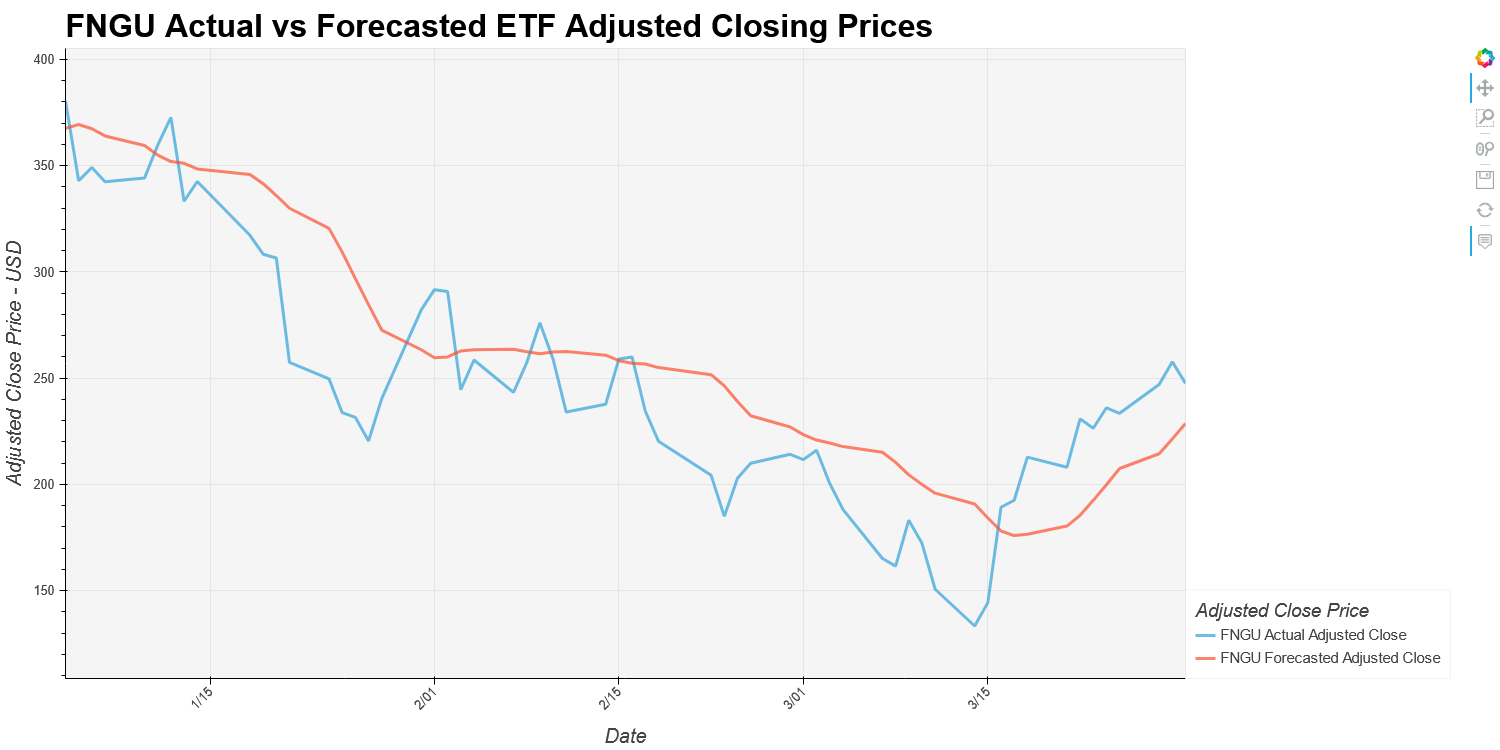 FNGU Actual vs Forecasted ETF Adjusted Closing Prices
Adjusted Close Price - USD
400
350
300
250
200
150
1/15
2/01
2/15
3/01
3/15
Date
Adjusted Close Price
FNGU Actual Adjusted Close
FNGU Forecasted Adjusted Close